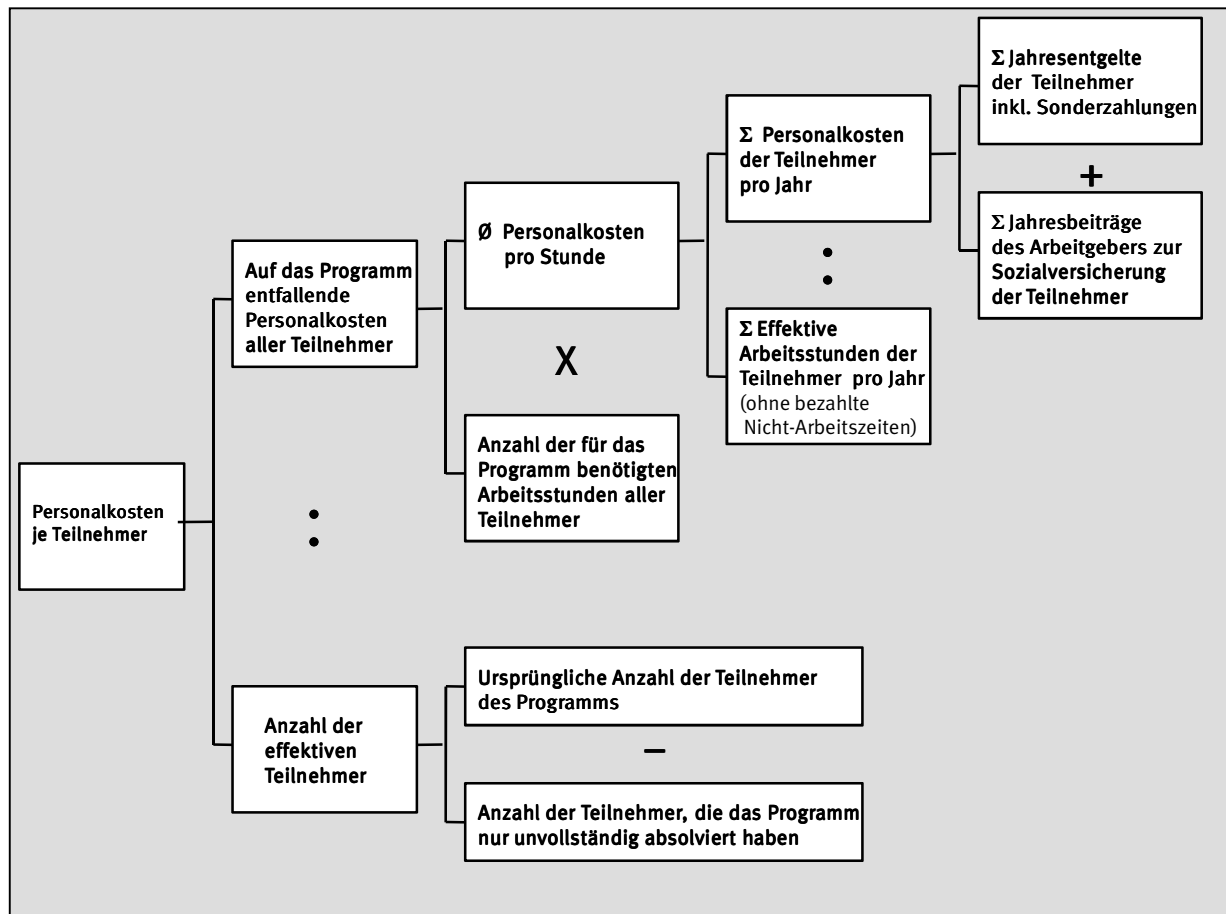 Σ Jahresentgelte
der Teilnehmer
inkl. Sonderzahlungen
+
Σ Jahresbeiträge
des Arbeitgebers zur
Sozialversicherung
der Teilnehmer
Σ Personalkosten
der Teilnehmer
pro Jahr
:
Σ Effektive
Arbeitsstunden der
Teilnehmer pro Jahr
(ohne bezahlte
Nicht-Arbeitszeiten)
Ø Personalkosten
pro Stunde
X
Anzahl der für das
Programm benötigten
Arbeitsstunden aller
Teilnehmer
Auf das Programm
entfallende
Personalkosten
aller Teilnehmer
:
Personalkosten
je Teilnehmer
Anzahl der
effektiven
Teilnehmer
Ursprüngliche Anzahl der Teilnehmer
des Programms
–
Anzahl der Teilnehmer, die das Programm
nur unvollständig absolviert haben